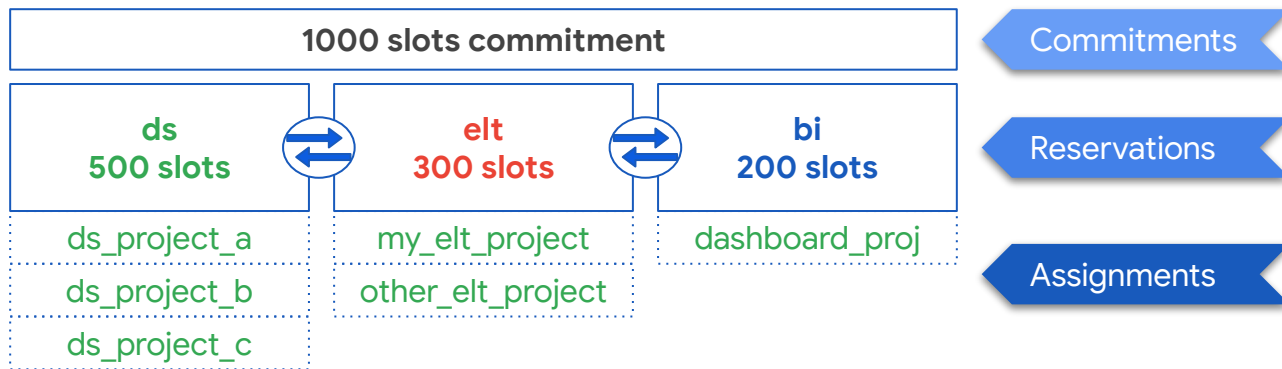 1000 slots commitment
Commitments
ds
500 slots
elt
300 slots
bi
200 slots
Reservations
ds_project_a
my_elt_project
dashboard_proj
ds_project_b
other_elt_project
Assignments
ds_project_c